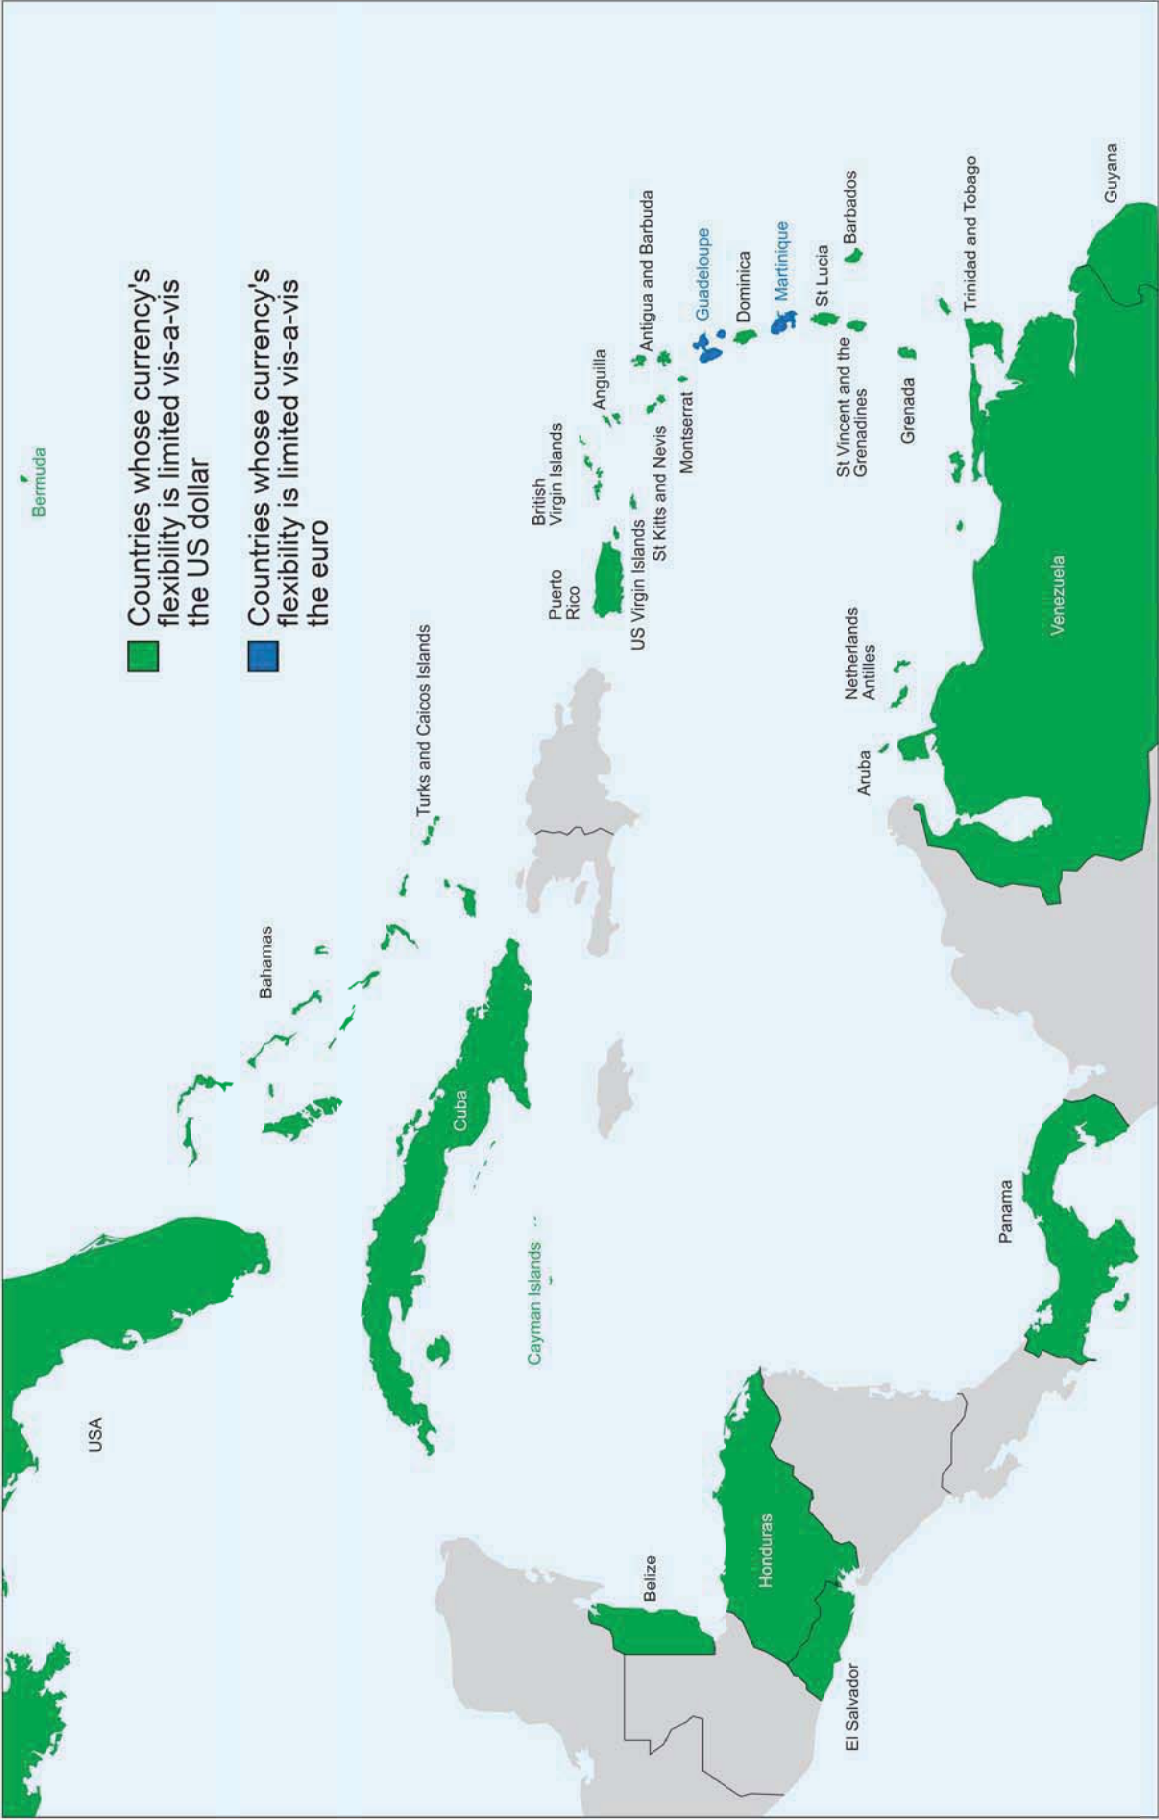 Bermuda
Countries whose currency's
flexibility is limited vis-a-vis
the US dollar
Countries whose currency's
flexibility is limited vis-a-vis
the euro
USA
Bahamas
Turks and Caicos Islands
Cuba
Cayman Islands
Puerto
Rico
British
Virgin Islands
Anguilla
US Virgin Islands
St Kitts and Nevis
Antigua and Barbuda
Montserrat
Guadeloupe
Dominica
Martinique
St Lucia
Barbados
St Vincent and the
Grenadines
Grenada
Trinidad and Tobago
Guyana
Belize
Honduras
El Salvador
Panama
Aruba
Netherlands
Antilles
Venezuela